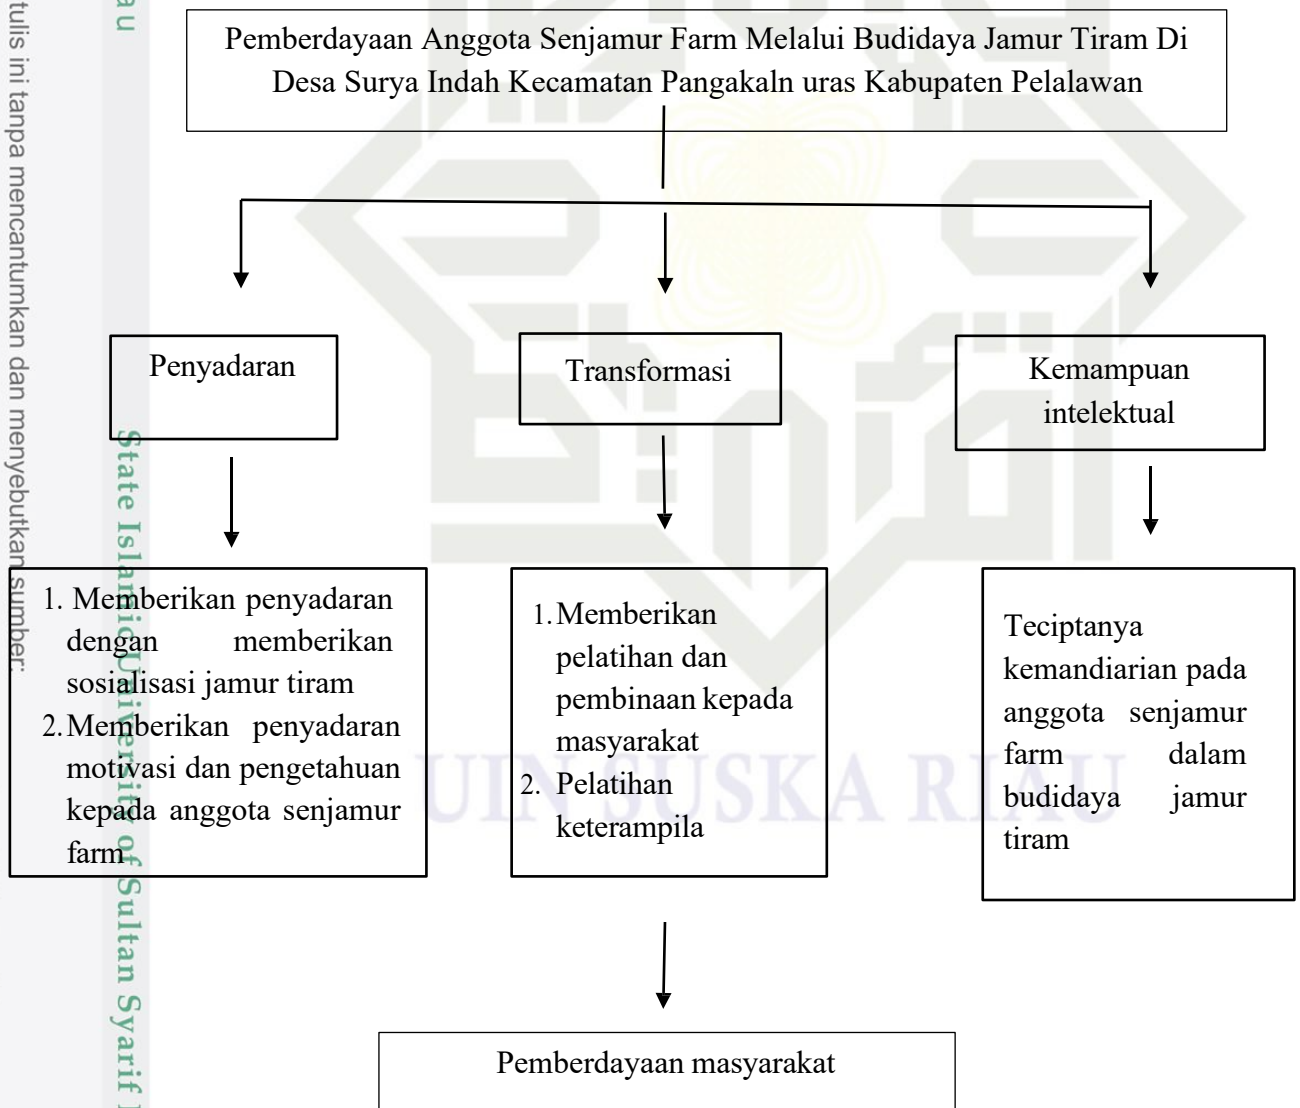 Pemberdayaan Anggota Senjamur Farm Melalui Budidaya Jamur Tiram Di
Desa Surya Indah Kecamatan Pangakaln uras Kabupaten Pelalawan
Penyadaran
Transformasi
Kemampuan
intelektual
1. Memberikan penyadaran
dengan memberikan
sosialisasi jamur tiram
2. Memberikan penyadaran
motivasi dan pengetahuan
kepada anggota senjamur
farm
1. Memberikan
pelatihan dan
pembinaan kepada
masyarakat
2. Pelatihan
keterampila
Teciptanya
kemandiarian pada
anggota senjamur
farm dalam
budidaya jamur
tiram
Pemberdayaan masyarakat
UIN SUSKA RIAU
tulis ini tanpa mencantumkan dan menyebutkan sumber:
au
State Islamic University of Sultan Syarif